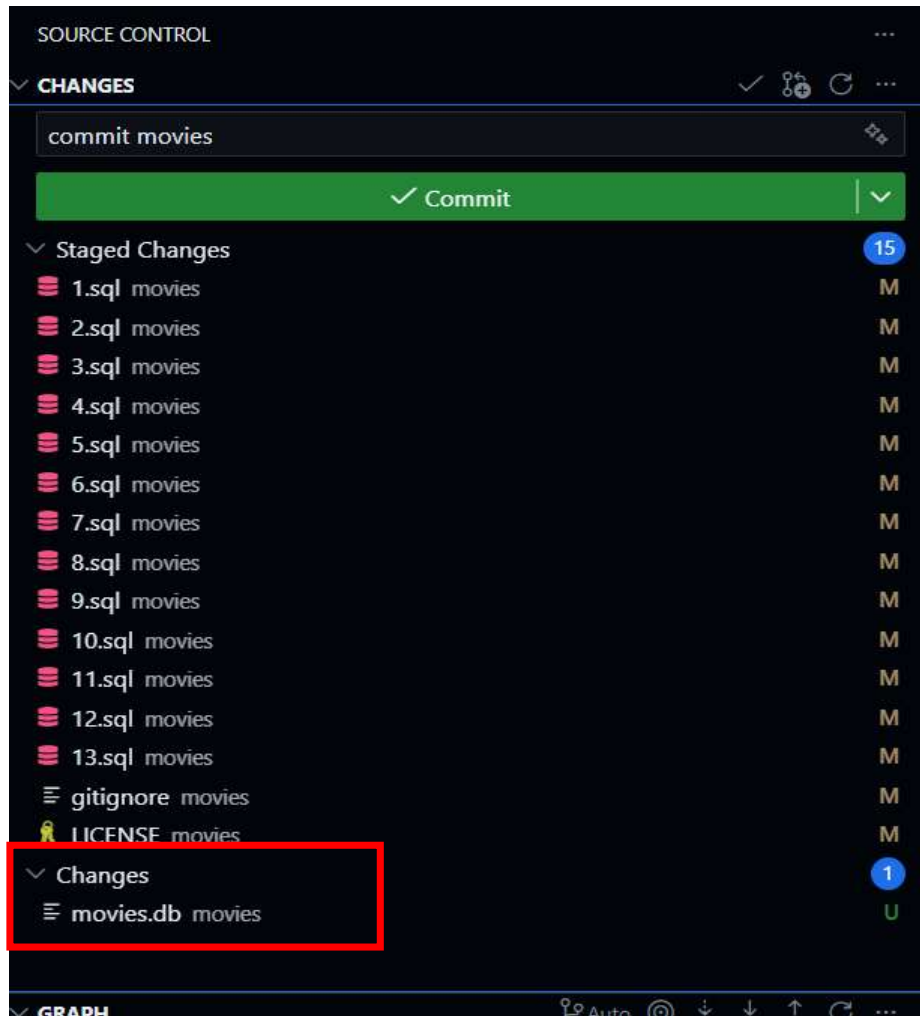 SOURCE CONTROL
CHANGES
commit movies
Commit
Staged Changes 15
1.sql movies M
2.sql movies M
3.sql movies M
4.sql movies M
5.sql movies M
6.sql movies M
7.sql movies M
8.sql movies M
9.sql movies M
10.sql movies M
11.sql movies M
12.sql movies M
13.sql movies M
gitignore movies M
LICENSE movies M
Changes 1
movies.db movies U
GRAPH Auto